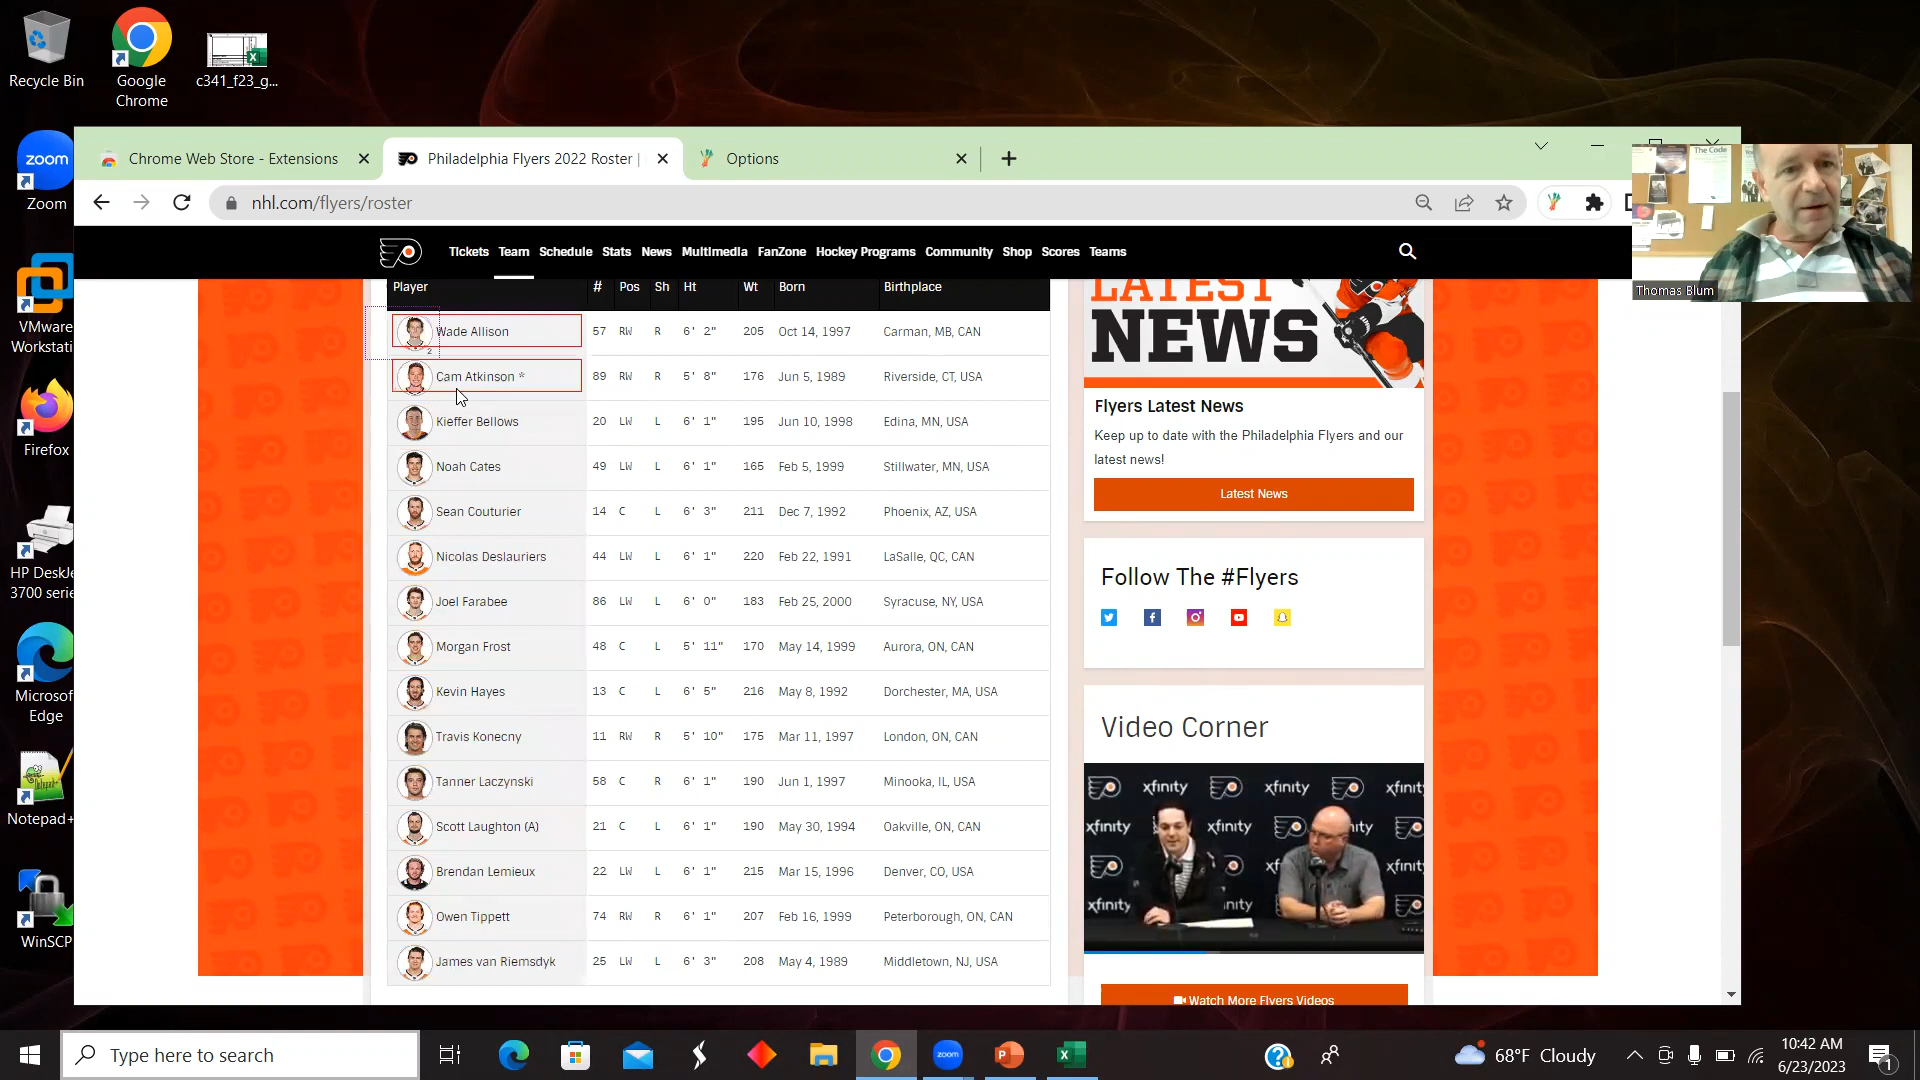 Recycle Bin
Google
Chrome
c341_f23_g...
zoom
Zoom
VMware
Workstati
Firefox
HP DeskJe
3700 serie
Microsof
Edge
Notepad+
WinSCP
Chrome Web Store - Extensions
Philadelphia Flyers 2022 Roster |
Options
nhl.com/flyers/roster
Thomas Blum
The Code
Tickets Team Schedule Stats News Multimedia FanZone Hockey Programs Community Shop Scores Teams
Player # Pos Sh Ht Wt Born Birthplace
Wade Allison 57 RW R 6' 2" 205 Oct 14, 1997 Carman, MB, CAN
2
Cam Atkinson * 89 RW R 5' 8" 176 Jun 5, 1989 Riverside, CT, USA
Kieffer Bellows 20 LW L 6' 1" 195 Jun 10, 1998 Edina, MN, USA
Noah Cates 49 LW L 6' 1" 165 Feb 5, 1999 Stillwater, MN, USA
Sean Couturier 14 C L 6' 3" 211 Dec 7, 1992 Phoenix, AZ, USA
Nicolas Deslauriers 44 LW L 6' 1" 220 Feb 22, 1991 LaSalle, QC, CAN
Joel Farabee 86 LW L 6' 0" 183 Feb 25, 2000 Syracuse, NY, USA
Morgan Frost 48 C L 5' 11" 170 May 14, 1999 Aurora, ON, CAN
Kevin Hayes 13 C L 6' 5" 216 May 8, 1992 Dorchester, MA, USA
Travis Konecny 11 RW R 5' 10" 175 Mar 11, 1997 London, ON, CAN
Tanner Laczynski 58 C R 6' 1" 190 Jun 1, 1997 Minooka, IL, USA
Scott Laughton (A) 21 C L 6' 1" 190 May 30, 1994 Oakville, ON, CAN
Brendan Lemieux 22 LW L 6' 1" 215 Mar 15, 1996 Denver, CO, USA
Owen Tippett 74 RW R 6' 1" 207 Feb 16, 1999 Peterborough, ON, CAN
James van Riemsdyk 25 LW L 6' 3" 208 May 4, 1989 Middletown, NJ, USA
LATEST
NEWS
Flyers Latest News
Keep up to date with the Philadelphia Flyers and our
latest news!
Latest News
Follow The #Flyers
Video Corner
xfinity xfinity xfinit
xfinity xfinity
xfinity
Watch More Flyers Videos
Type here to search
zoom
68°F Cloudy
10:42 AM
6/23/2023
1